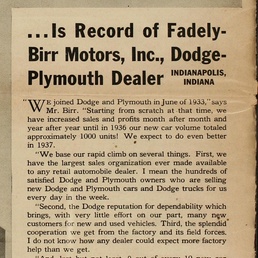 ...Is Record of Fadely-
Birr Motors, Inc., Dodge-
Plymouth Dealer INDIANAPOLIS,
INDIANA
"WE joined Dodge and Plymouth in June of 1933," says
Mr. Birr. "Starting from scratch at that time, we
have increased sales and profits month after month and
year after year until in 1936 our new car volume totaled
approximately 1000 units! We expect to do even better
in 1937.
"We base our rapid climb on several things. First, we
have the largest sales organization ever made available
to any retail automobile dealer. I mean the hundreds of
satisfied Dodge and Plymouth owners who are selling
new Dodge and Plymouth cars and Dodge trucks for us
every day in the week.
"Second, the Dodge reputation for dependability which
brings, with very little effort on our part, many new
customers for new and used vehicles. Third, the splendid
cooperation we get from the factory and its field forces.
I do not know how any dealer could expect more factory
help than we get.